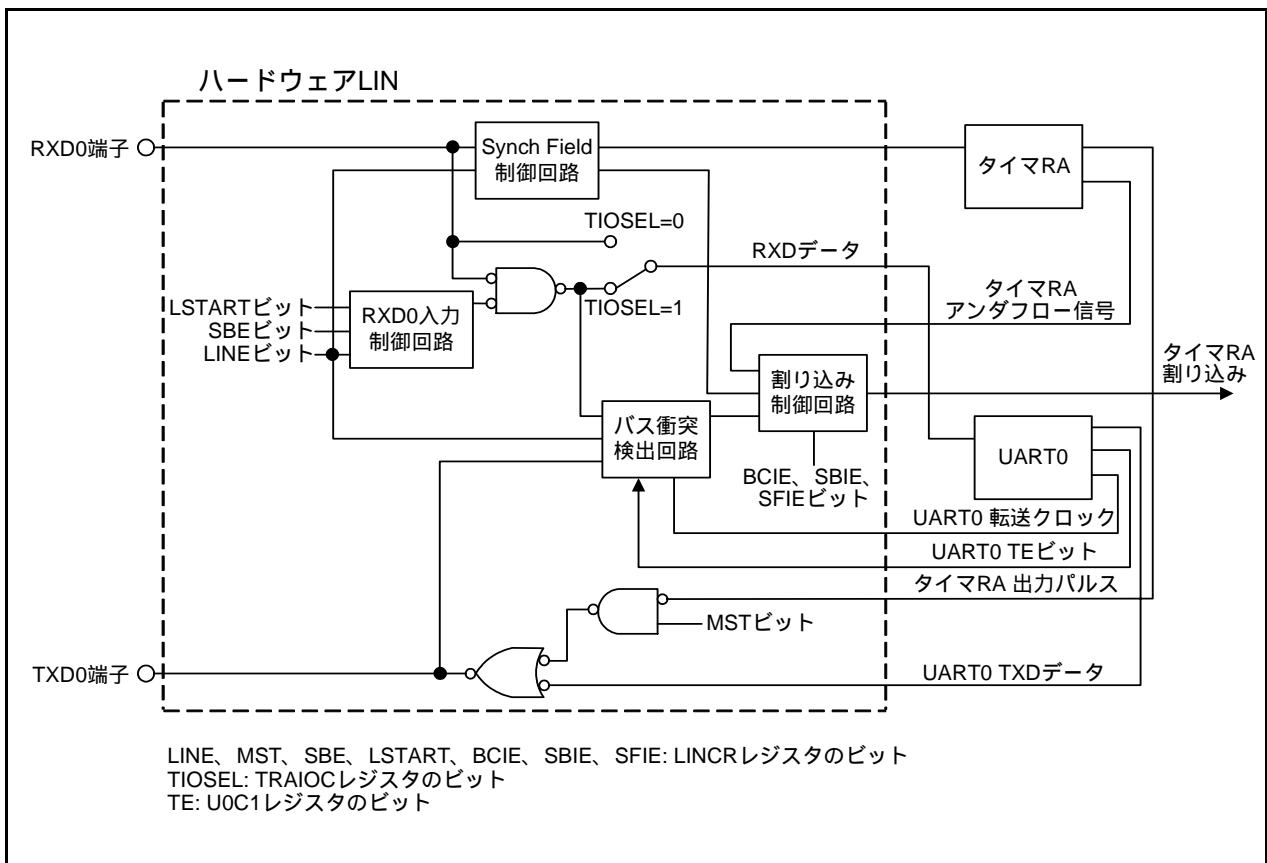 ハードウェアLIN
RXD0端子
Synch Field
制御回路
タイマRA
TIOSEL=0
RXDデータ
TIOSEL=1
LSTARTビット
SBEビット
LINEビット
RXD0入力
制御回路
タイマRA
アンダフロー信号
タイマRA
割り込み
割り込み
制御回路
バス衝突
検出回路
UART0
BCIE、SBIE、
SFIEビット
UART0 転送クロック
UART0 TEビット
タイマRA 出力パルス
MSTビット
TXD0端子
UART0 TXDデータ
LINE、MST、SBE、LSTART、BCIE、SBIE、SFIE: LINCRレジスタのビット
TIOSEL: TRAIOCレジスタのビット
TE: U0C1レジスタのビット